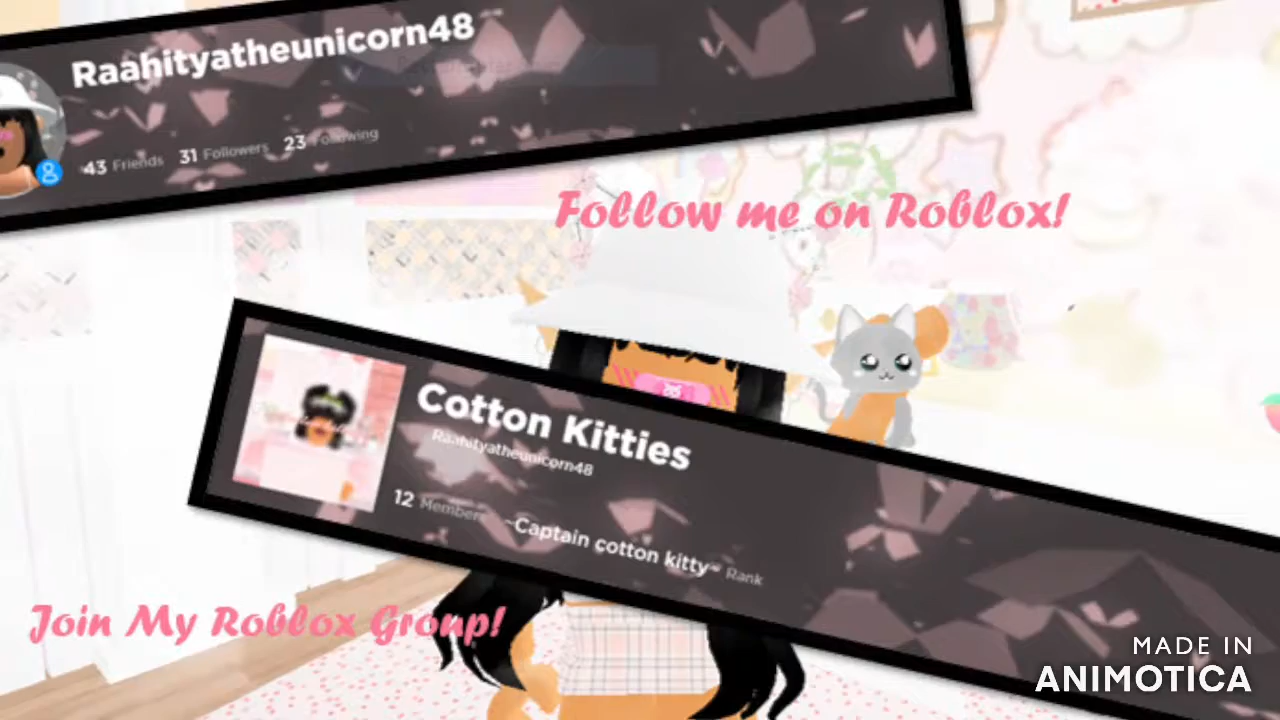 Raahityatheunicorn48
43 Friends 31 Followers 23 Following
Follow me on Roblox!
Cotton Kitties
Raahityatheunicorn48
12 Members ~Captain cotton kitty~ Rank
Join My Roblox Group!
MADE IN
ANIMOTICA